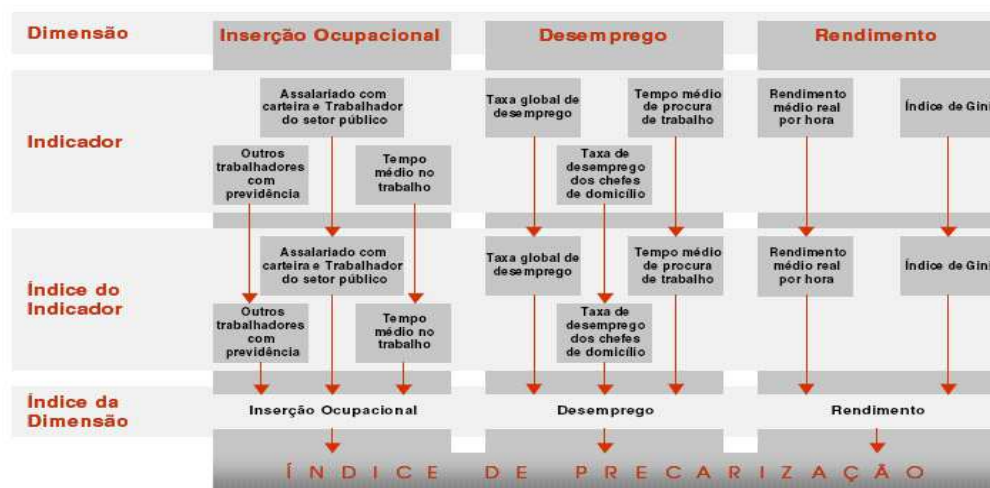 Dimensão
Inserção Ocupacional
Desemprego
Rendimento
Indicador
Assalariado com
carteira e Trabalhador
do setor público
Outros
trabalhadores
com
previdência
Tempo
médio no
trabalho
Taxa global de
desemprego
Taxa de
desemprego
dos chefes
de domicílio
Tempo médio
de procura
de trabalho
Rendimento
médio real
por hora
Índice de Gini
Índice do
Indicador
Assalariado com
carteira e Trabalhador
do setor público
Outros
trabalhadores
com
previdência
Tempo
médio no
trabalho
Taxa global de
desemprego
Taxa de
desemprego
dos chefes
de domicílio
Tempo médio
de procura
de trabalho
Rendimento
médio real
por hora
Índice de Gini
Índice da
Dimensão
Inserção Ocupacional
Desemprego
Rendimento
ÍNDICE DE PRECARIZAÇÃO